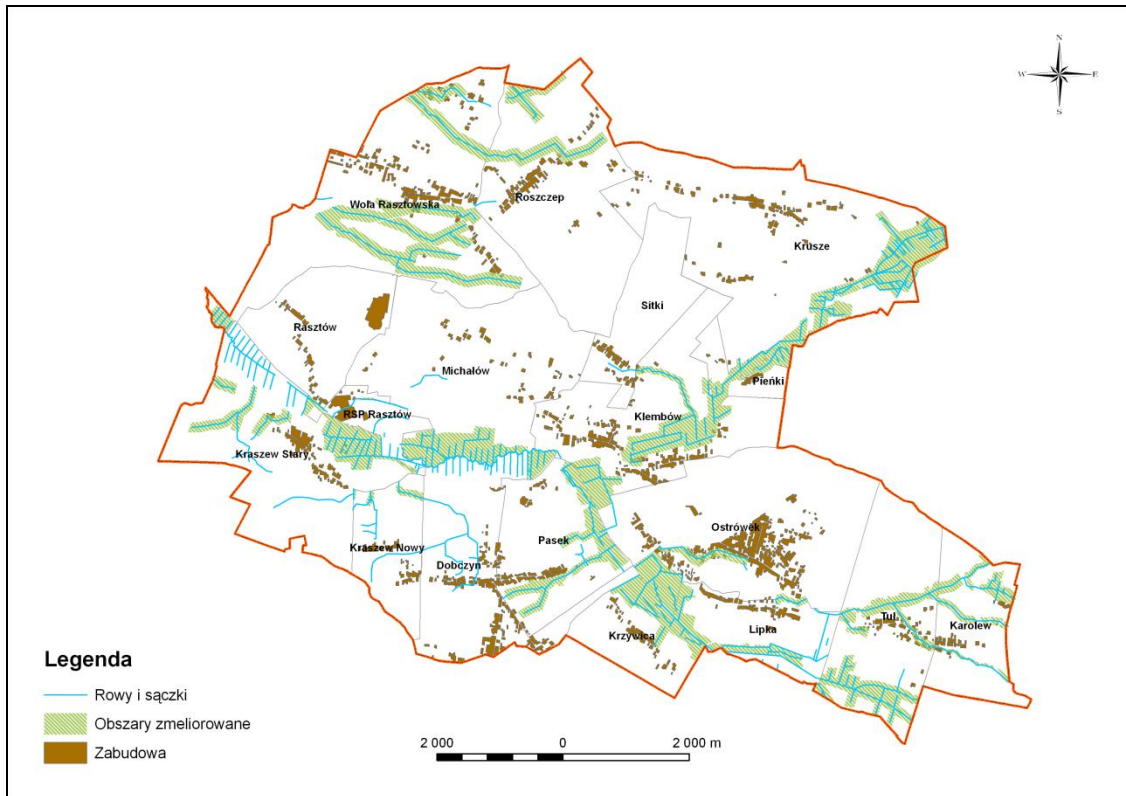 N
W E
S
Roszczep
Wola Rasztowska
Krusze
Sitki
Rasztów
Michałów
Pieńki
RSP Rasztów
Klembów
Kraszew Stary
Ostrówek
Pasek
Kraszew Nowy
Dobczyn
Tul
Karolew
Krzywica
Lipka
Legenda
Rowy i sączki
Obszary zmeliorowane
Zabudowa
2 000 0 2 000 m